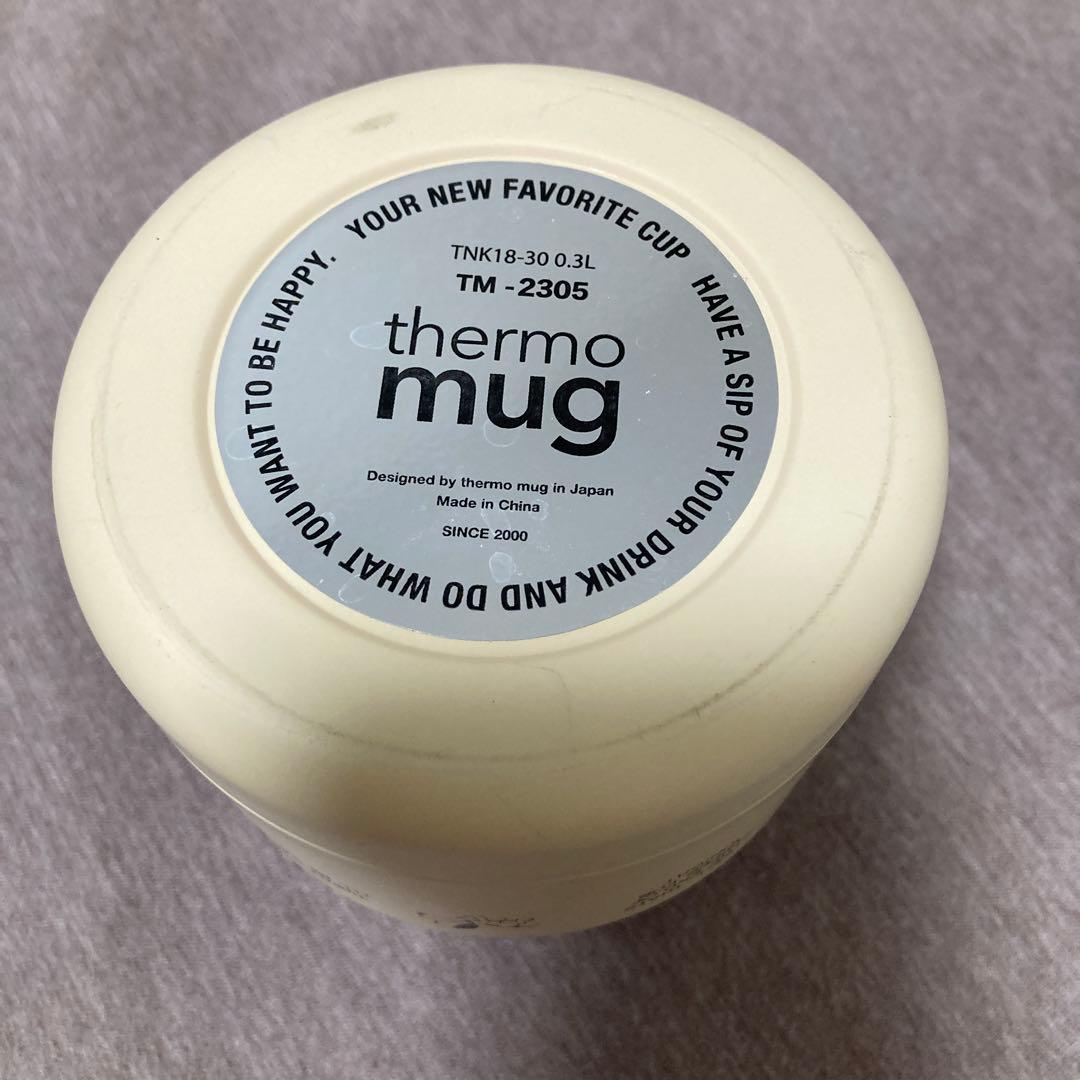 YOUR NEW FAVORITE CUP HAVE A SIP OF YOUR DRINK AND DO WHAT YOU WANT TO BE HAPPY.
TNK18-30 0.3L
TM - 2305
thermo
mug
Designed by thermo mug in Japan
Made in China
SINCE 2000